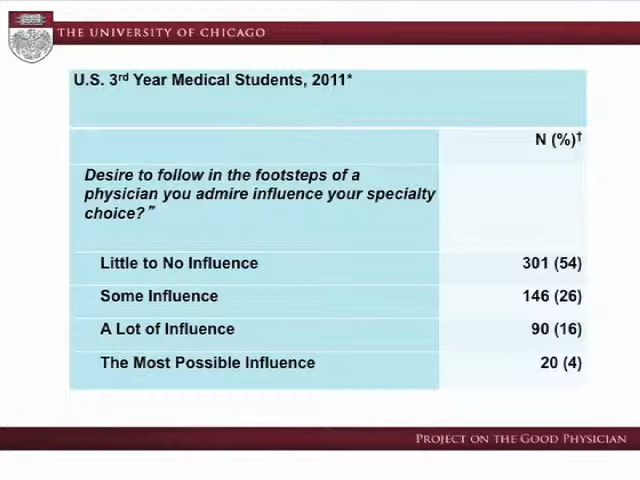 THE UNIVERSITY OF CHICAGO
U.S. 3rd Year Medical Students, 2011*
N (%)†
Desire to follow in the footsteps of a
physician you admire influence your specialty
choice?”
Little to No Influence 301 (54)
Some Influence 146 (26)
A Lot of Influence 90 (16)
The Most Possible Influence 20 (4)
PROJECT ON THE GOOD PHYSICIAN